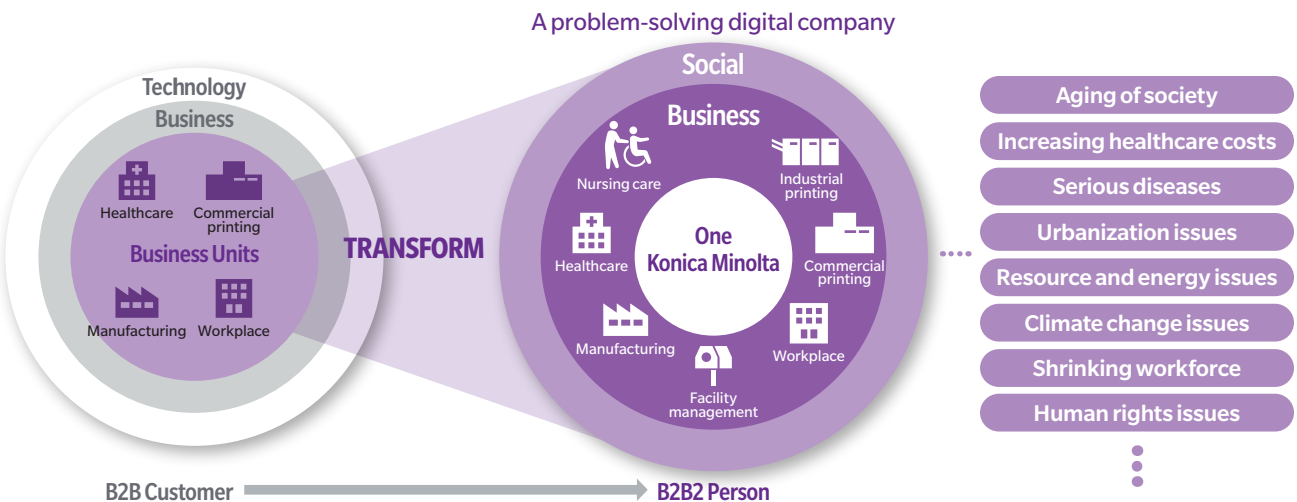 A problem-solving digital company
Technology
Business
Healthcare
Commercial
printing
Business Units
Manufacturing
Workplace
TRANSFORM
Social
Business
Nursing care
Industrial
printing
Healthcare
One
Konica Minolta
Commercial
printing
Manufacturing
Workplace
Facility
management
Aging of society
Increasing healthcare costs
Serious diseases
Urbanization issues
Resource and energy issues
Climate change issues
Shrinking workforce
Human rights issues
B2B Customer
B2B2 Person